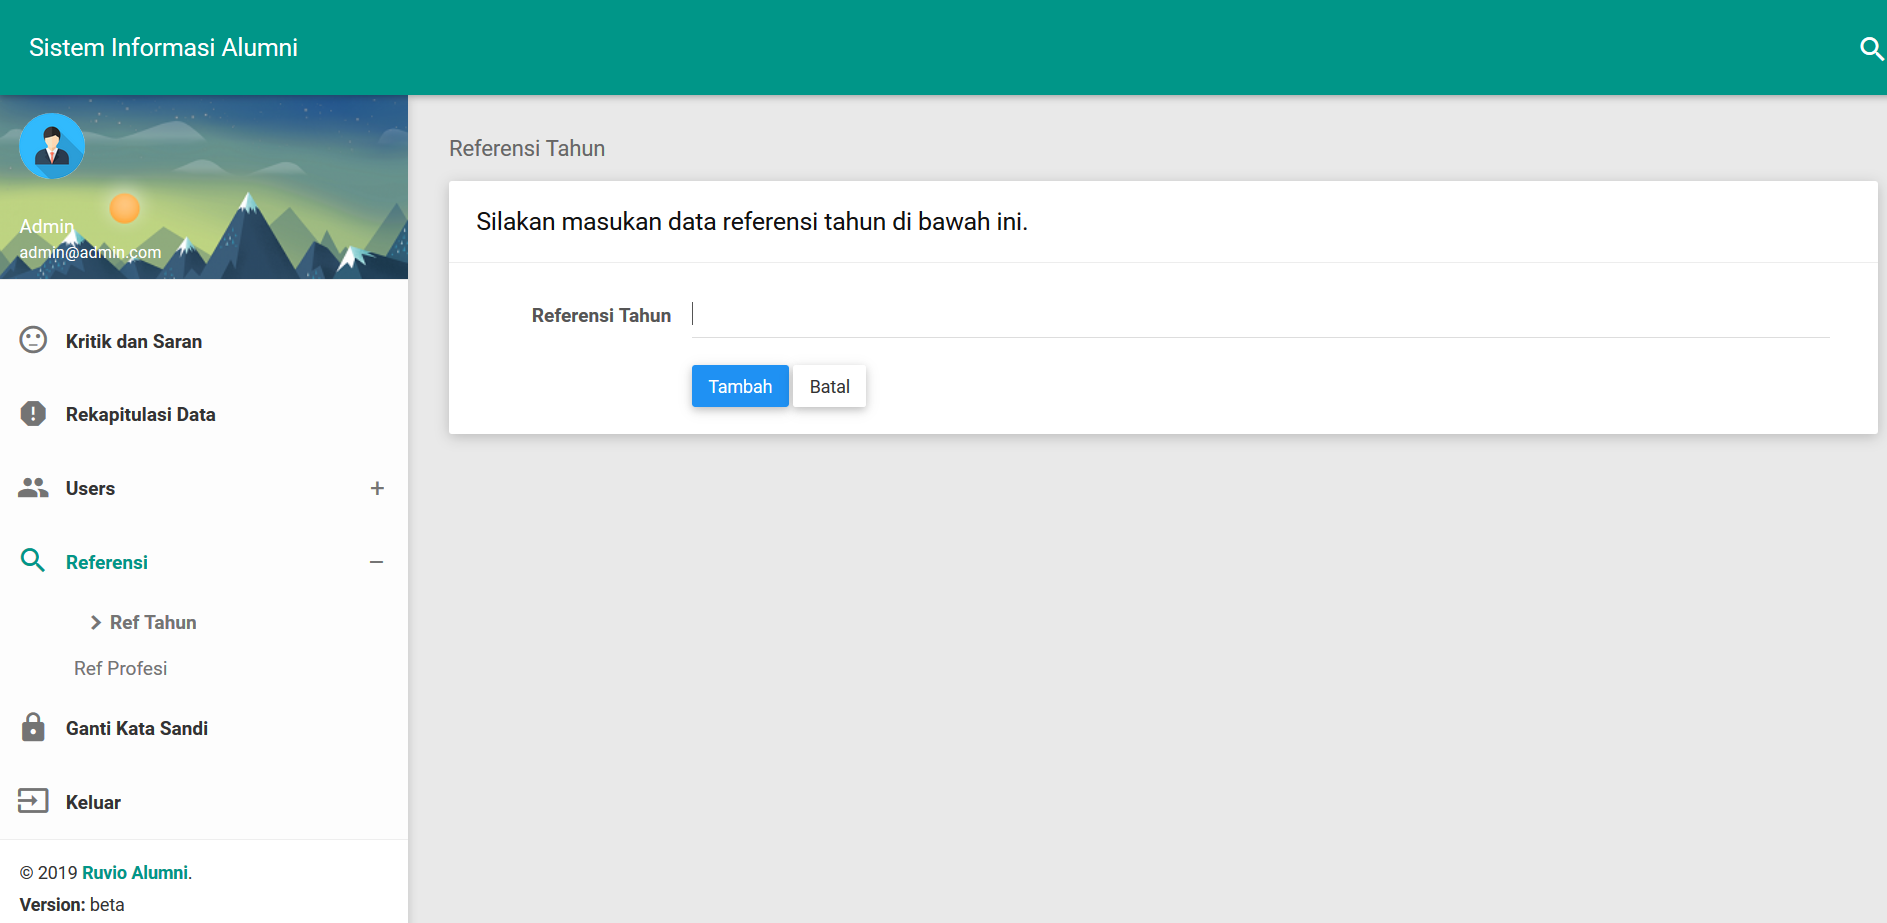 Sistem Informasi Alumni
Admin
admin@admin.com
Kritik dan Saran
Rekapitulasi Data
Users
Referensi
Ref Tahun
Ref Profesi
Ganti Kata Sandi
Keluar
© 2019 Ruvio Alumni.
Version: beta
Referensi Tahun
Silakan masukan data referensi tahun di bawah ini.
Referensi Tahun
Tambah Batal